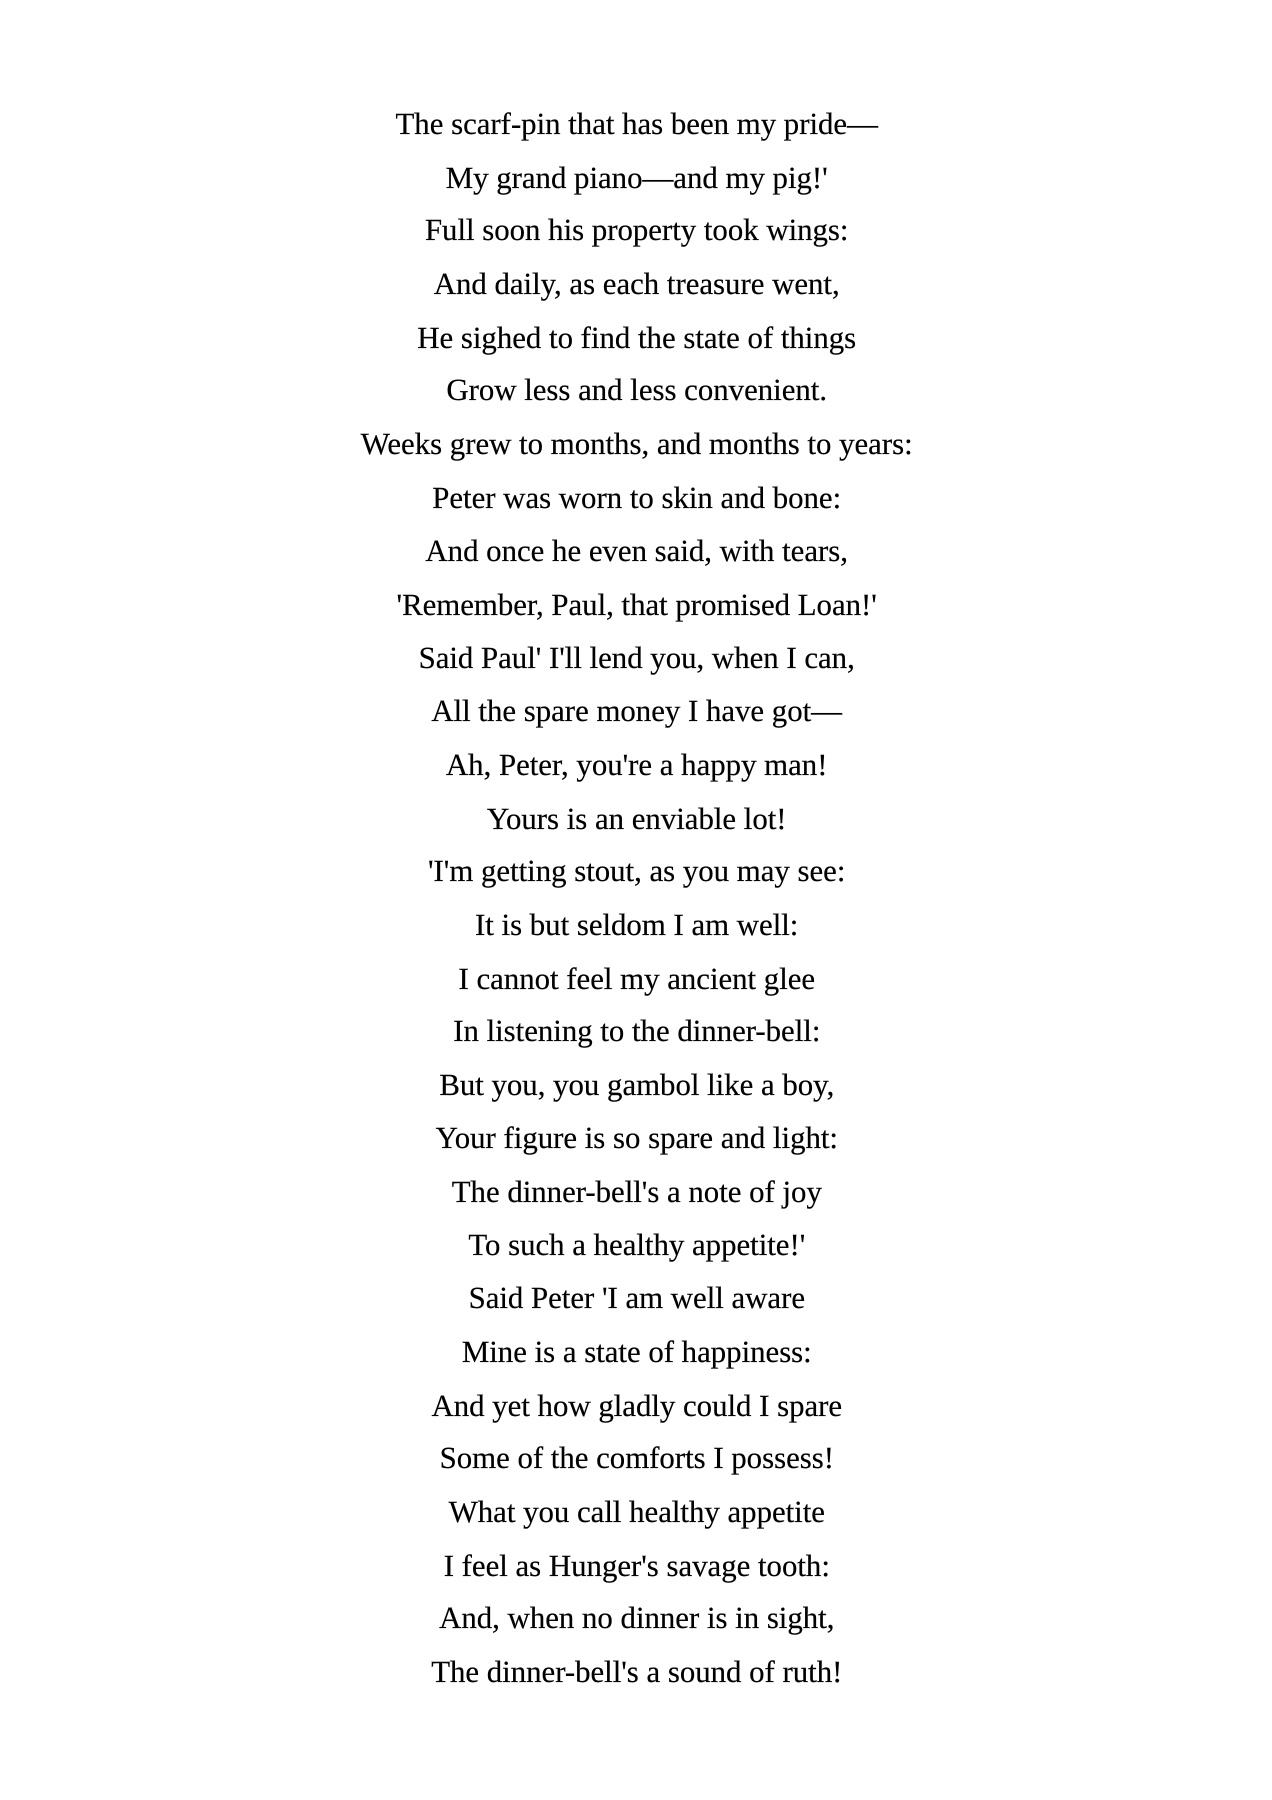 The scarf-pin that has been my pride—
My grand piano—and my pig!'
Full soon his property took wings:
And daily, as each treasure went,
He sighed to find the state of things
Grow less and less convenient.
Weeks grew to months, and months to years:
Peter was worn to skin and bone:
And once he even said, with tears,
'Remember, Paul, that promised Loan!'
Said Paul' I'll lend you, when I can,
All the spare money I have got—
Ah, Peter, you're a happy man!
Yours is an enviable lot!
'I'm getting stout, as you may see:
It is but seldom I am well:
I cannot feel my ancient glee
In listening to the dinner-bell:
But you, you gambol like a boy,
Your figure is so spare and light:
The dinner-bell's a note of joy
To such a healthy appetite!'
Said Peter 'I am well aware
Mine is a state of happiness:
And yet how gladly could I spare
Some of the comforts I possess!
What you call healthy appetite
I feel as Hunger's savage tooth:
And, when no dinner is in sight,
The dinner-bell's a sound of ruth!